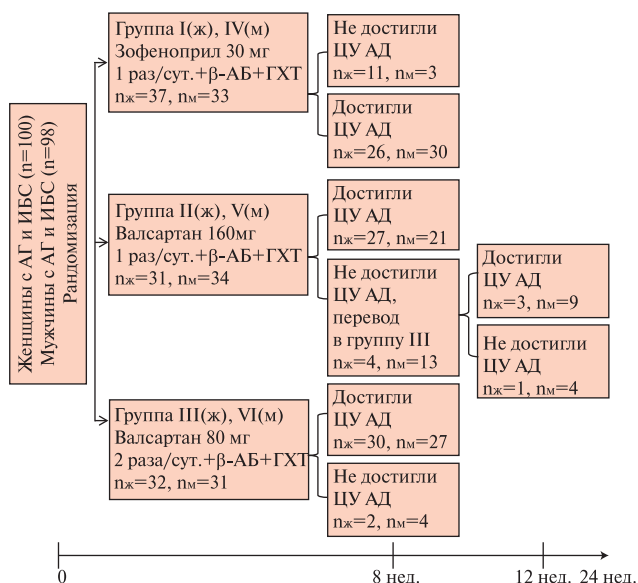 Женщины с АГ и ИБС (n=100)
Мужчины с АГ и ИБС (n=98)
Рандомизация
Группа I(ж), IV(м)
Зофеноприл 30 мг
1 раз/сут.+β-АБ+ГХТ
nж=37, nм=33
Не достигли
ЦУ АД
nж=11, nм=3
Достигли
ЦУ АД
nж=26, nм=30
Группа II(ж), V(м)
Валсартан 160мг
1 раз/сут.+β-АБ+ГХТ
nж=31, nм=34
Достигли
ЦУ АД
nж=27, nм=21
Не достигли
ЦУ АД,
перевод
в группу III
nж=4, nм=13
Достигли
ЦУ АД
nж=3, nм=9
Не достигли
ЦУ АД
nж=1, nм=4
Группа III(ж), VI(м)
Валсартан 80 мг
2 раза/сут.+β-АБ+ГХТ
nж=32, nм=31
Достигли
ЦУ АД
nж=30, nм=27
Не достигли
ЦУ АД
nж=2, nм=4
0 8 нед. 12 нед. 24 нед.